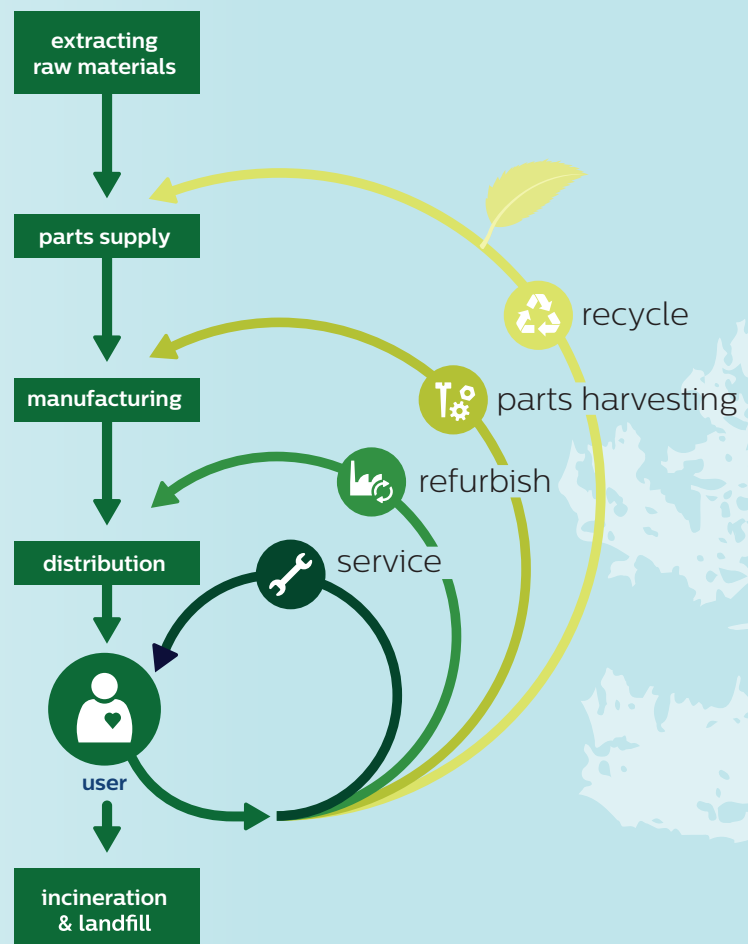 extracting
raw materials
parts supply
recycle
manufacturing
parts harvesting
refurbish
distribution
service
user
incineration
& landfill